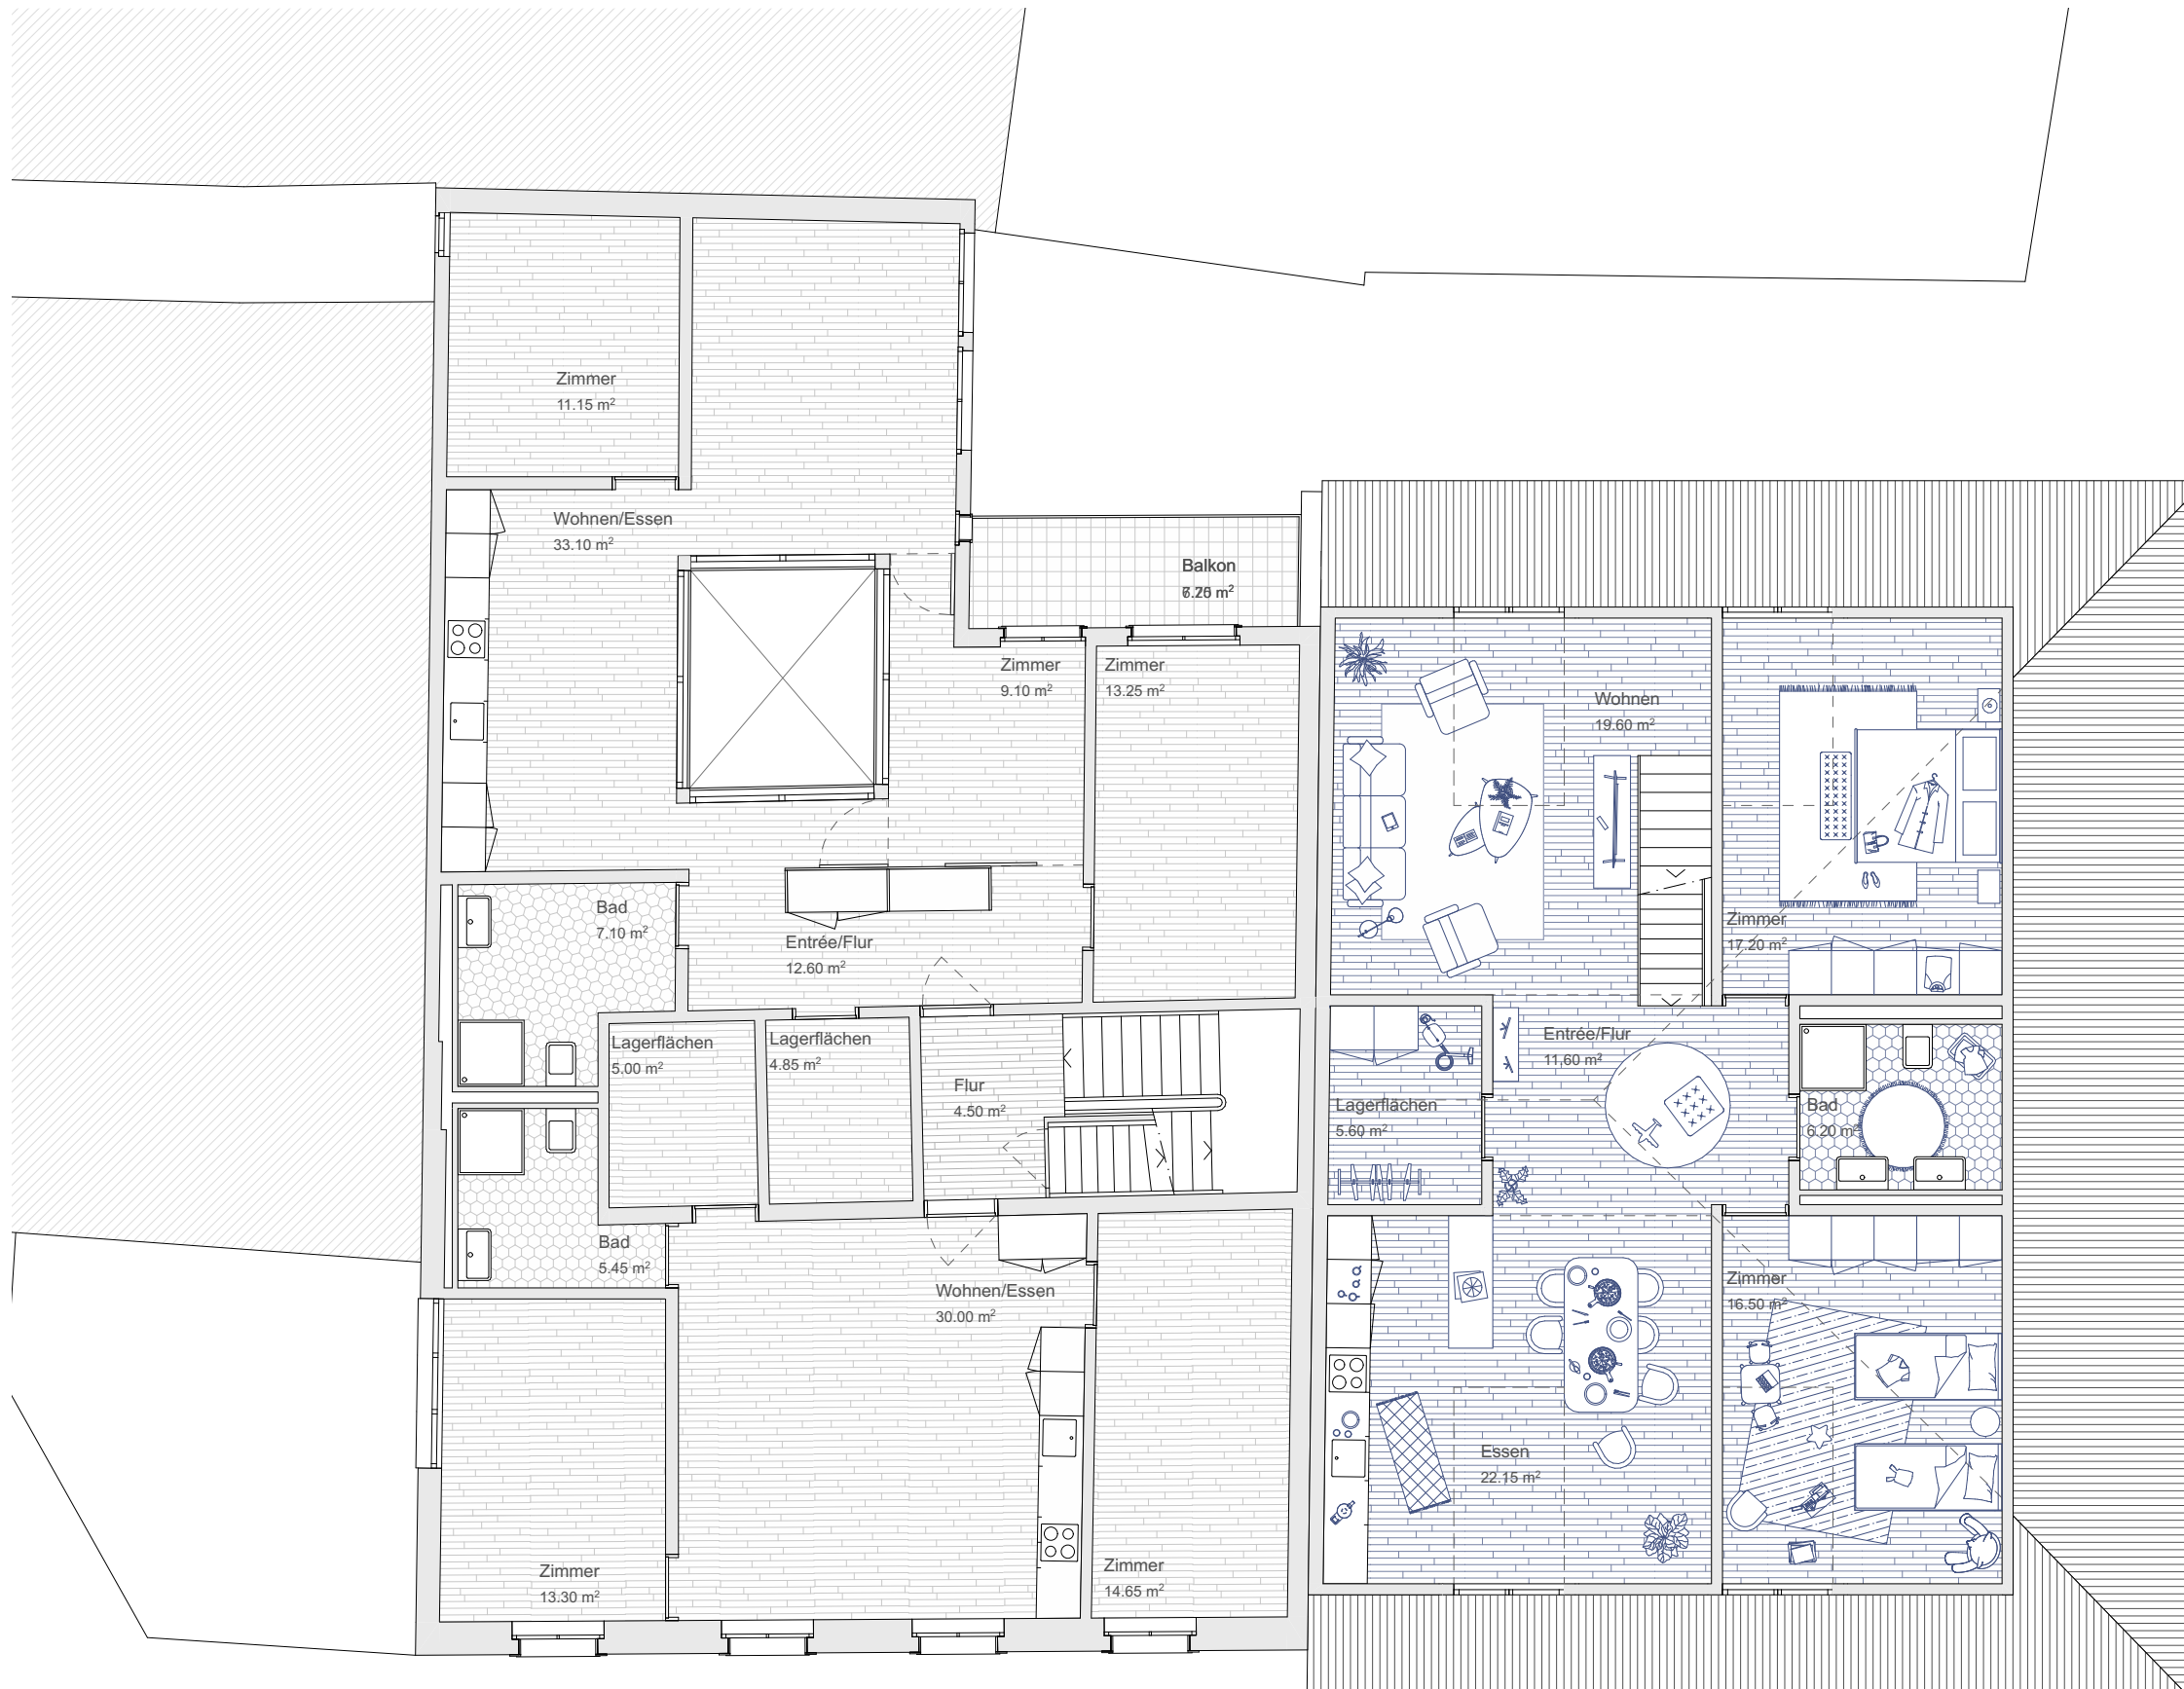 Zimmer
11.15 m²
Wohnen/Essen
33.10 m²
Balkon
Zimmer
9.10 m²
Zimmer
13.25 m²
Wohnen
19.60 m²
Bad
7.10 m²
Entrée/Flur
12.60 m²
Zimmer
17.20 m²
Lagerflächen
5.00 m²
Lagerflächen
4.85 m²
Flur
4.50 m²
Entrée/Flur
11.60 m²
Lagerflächen
5.60 m²
Bad
6.20 m²
Bad
5.45 m²
Wohnen/Essen
30.00 m²
Zimmer
16.50 m²
Essen
22.15 m²
Zimmer
13.30 m²
Zimmer
14.65 m²